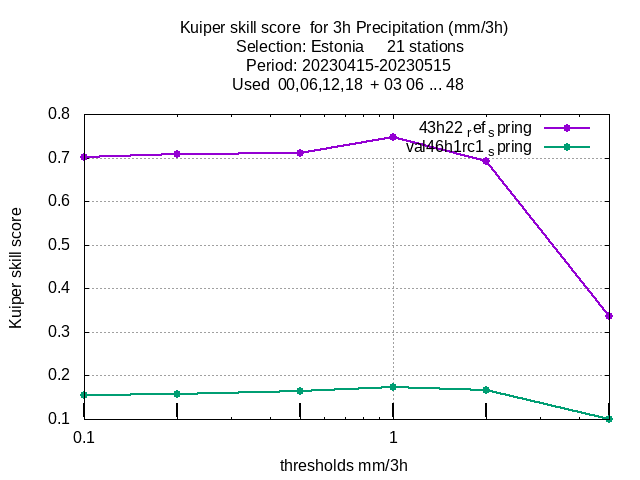 Kuiper skill score for 3h Precipitation (mm/3h)
Selection: Estonia 21 stations
Period: 20230415-20230515
Used 00,06,12,18 + 03 06 ... 48
43h22 ref spring
val46h1rc1 spring
0.8
0.7
0.6
0.5
0.4
0.3
0.2
0.1
Kuiper skill score
0.1 1
thresholds mm/3h